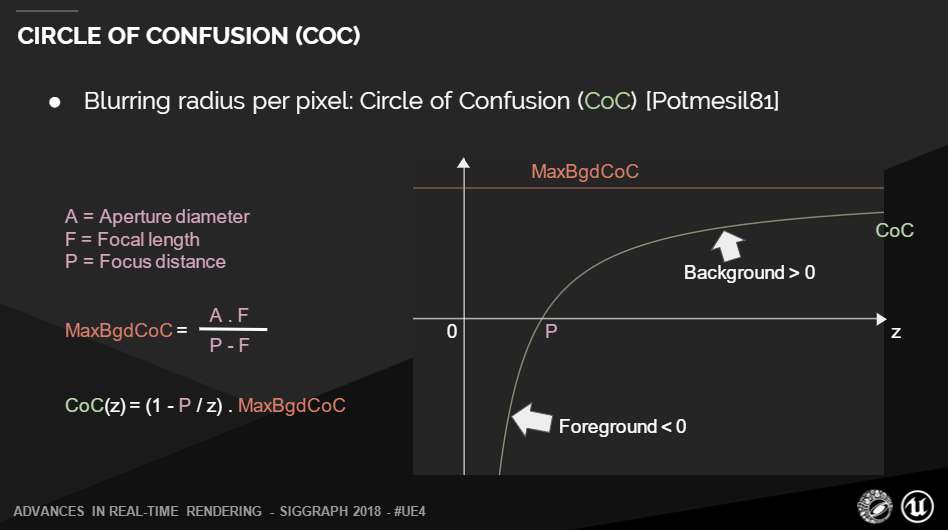 CIRCLE OF CONFUSION (COC)
● Blurring radius per pixel: Circle of Confusion (CoC) [Potmesil81]
MaxBgdCoC
A = Aperture diameter
F = Focal length
P = Focus distance
CoC
Background > 0
MaxBgdCoC = A . F
P - F
0
P
z
CoC(z) = (1 - P / z) . MaxBgdCoC
Foreground < 0
ADVANCES IN REAL-TIME RENDERING - SIGGRAPH 2018 - #UE4